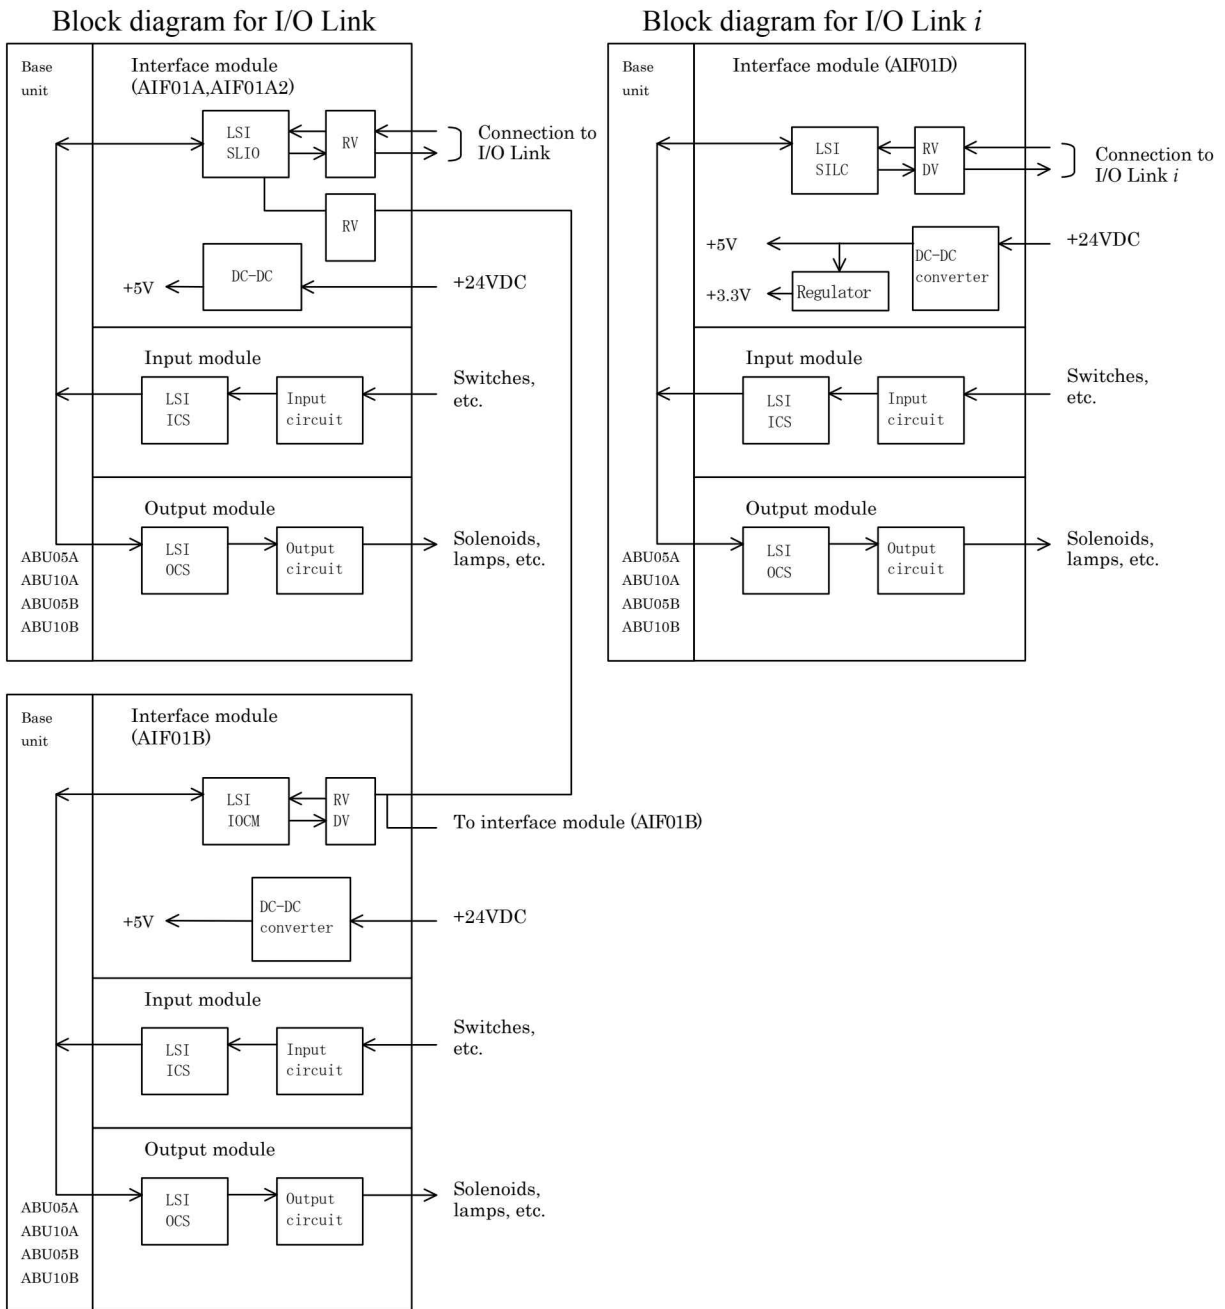 Block diagram for I/O Link
Base
unit
Interface module
(AIF01A,AIF01A2)
LSI
SLIO
RV
Connection to
I/O Link
RV
+5V
DC-DC
+24VDC
Input module
LSI
ICS
Input
circuit
Switches,
etc.
Output module
LSI
OCS
Output
circuit
Solenoids,
lamps, etc.
ABU05A
ABU10A
ABU05B
ABU10B
Block diagram for I/O Link i
Base
unit
Interface module (AIF01D)
LSI
SILC
RV
DV
Connection to
I/O Link i
+5V
DC-DC
converter
+24VDC
+3.3V
Regulator
Input module
LSI
ICS
Input
circuit
Switches,
etc.
Output module
LSI
OCS
Output
circuit
Solenoids,
lamps, etc.
ABU05A
ABU10A
ABU05B
ABU10B
Base
unit
Interface module
(AIF01B)
LSI
IOCM
RV
DV
To interface module (AIF01B)
+5V
DC-DC
converter
+24VDC
Input module
LSI
ICS
Input
circuit
Switches,
etc.
Output module
LSI
OCS
Output
circuit
Solenoids,
lamps, etc.
ABU05A
ABU10A
ABU05B
ABU10B